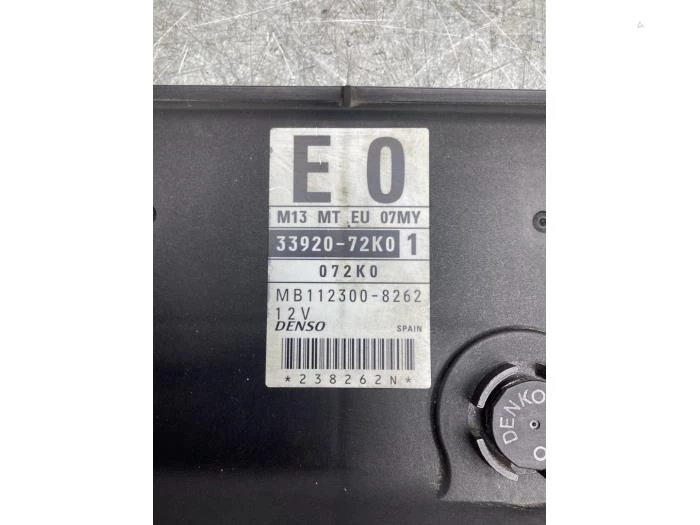 E 0
M13 MT EU 07MY
33920-72K0 1
072K0
MB112300-8262
12V
DENSO SPAIN
*238262N*
DENKO